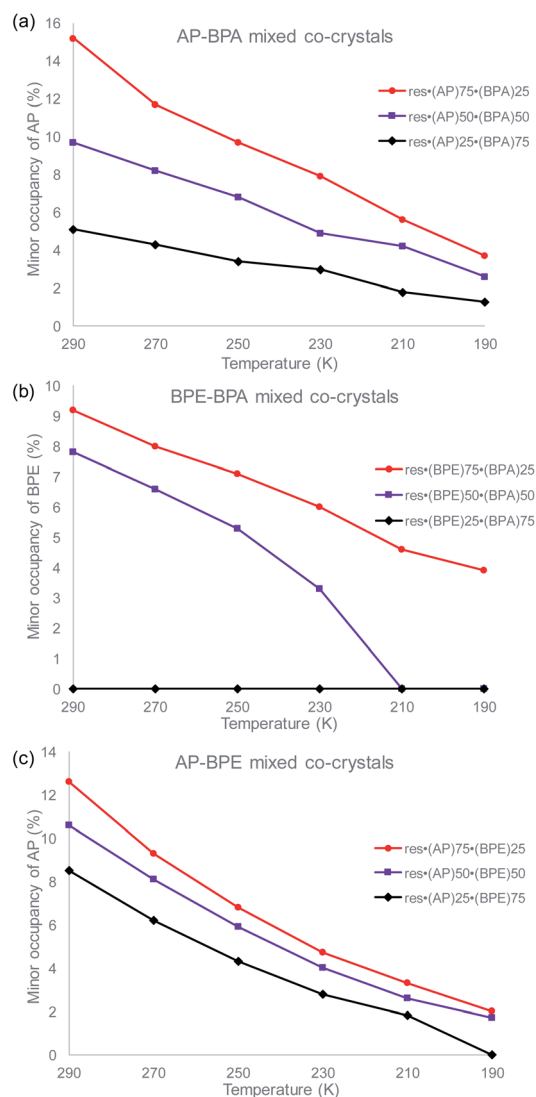 (a)
AP-BPA mixed co-crystals
Minor occupancy of AP (%)
16
14
12
10
8
6
4
2
0
res•(AP)75•(BPA)25
res•(AP)50•(BPA)50
res•(AP)25•(BPA)75
290 270 250 230 210 190
Temperature (K)
(b)
BPE-BPA mixed co-crystals
Minor occupancy of BPE (%)
10
9
8
7
6
5
4
3
2
1
0
res•(BPE)75•(BPA)25
res•(BPE)50•(BPA)50
res•(BPE)25•(BPA)75
290 270 250 230 210 190
Temperature (K)
(c)
AP-BPE mixed co-crystals
Minor occupancy of AP (%)
14
12
10
8
6
4
2
0
res•(AP)75•(BPE)25
res•(AP)50•(BPE)50
res•(AP)25•(BPE)75
290 270 250 230 210 190
Temperature (K)